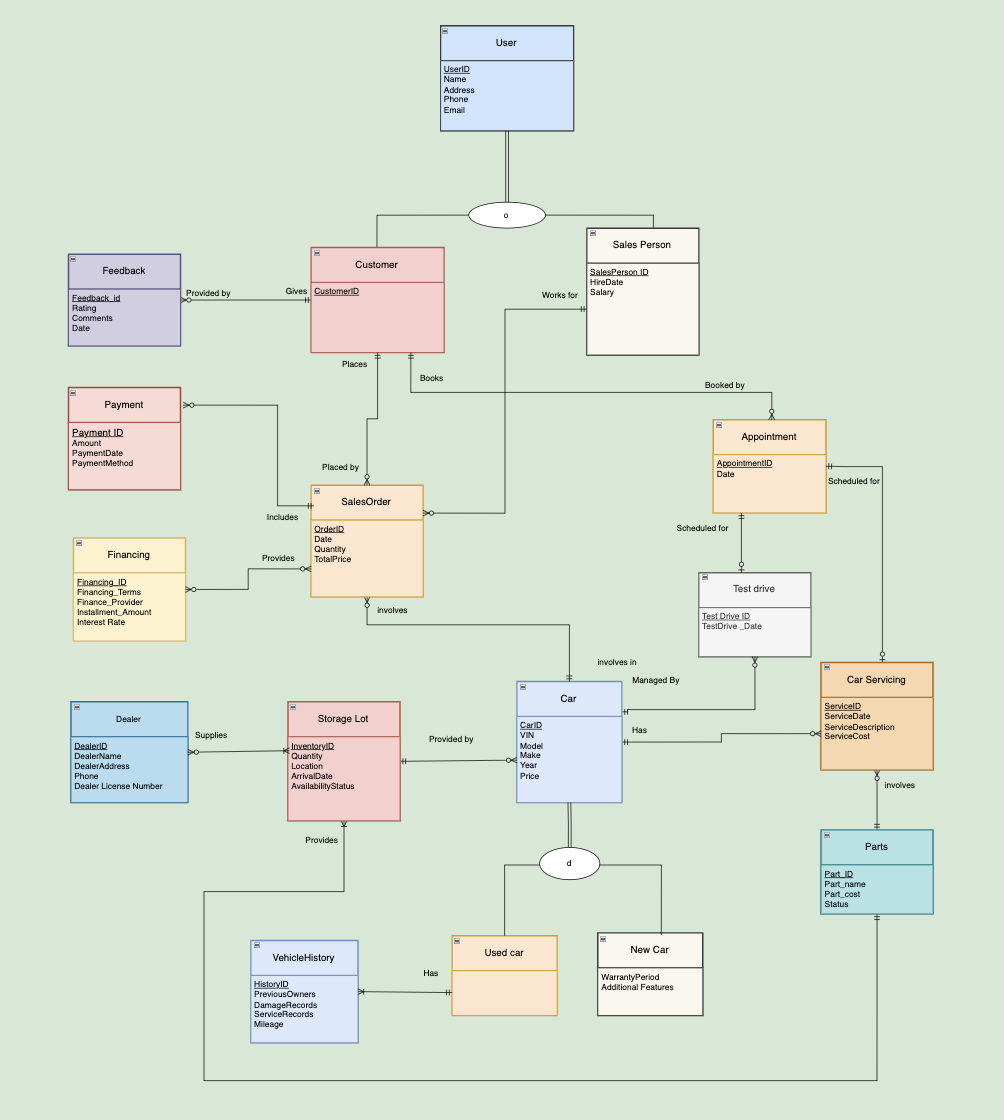 User
UserID
Name
Address
Phone
Email
o
Sales Person
SalesPerson ID
HireDate
Salary
Customer
CustomerID
Feedback
Feedback_id
Rating
Comments
Date
Provided by
Gives
Works for
Places
Books
Booked by
Payment
Payment ID
Amount
PaymentDate
PaymentMethod
Appointment
AppointmentID
Date
Placed by
Scheduled for
SalesOrder
OrderID
Date
Quantity
TotalPrice
Includes
Scheduled for
Financing
Financing_ID
Financing_Terms
Finance_Provider
Installment_Amount
Interest Rate
Provides
Test drive
Test Drive ID
TestDrive _Date
involves
involves in
Managed By
Car Servicing
ServiceID
ServiceDate
ServiceDescription
ServiceCost
Car
CarID
VIN
Model
Make
Year
Price
Has
Dealer
DealerID
DealerName
DealerAddress
Phone
Dealer License Number
Supplies
Storage Lot
InventoryID
Quantity
Location
ArrivalDate
AvailabilityStatus
Provided by
involves
Provides
Parts
Part_ID
Part_name
Part_cost
Status
d
VehicleHistory
HistoryID
PreviousOwners
DamageRecords
ServiceRecords
Mileage
Has
Used car
New Car
WarrantyPeriod
Additional Features